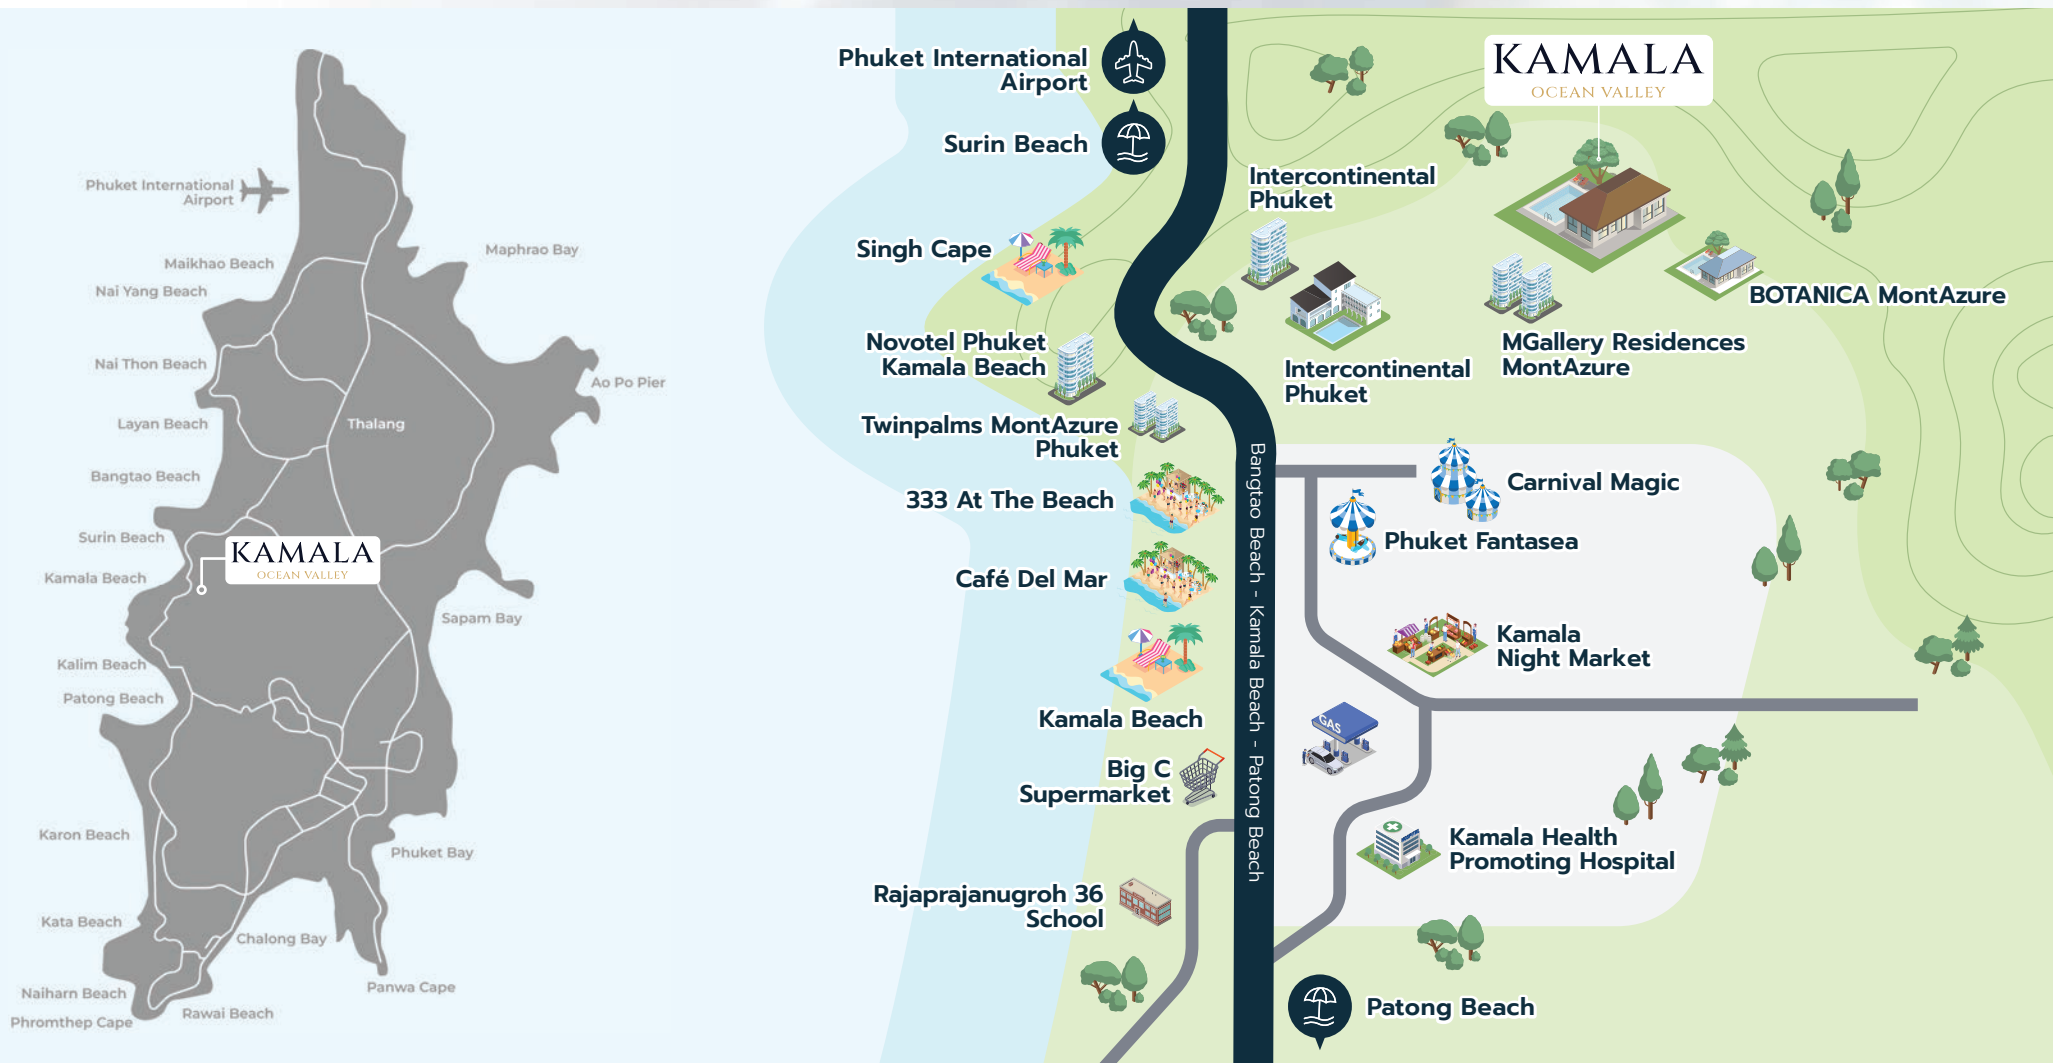 Phuket International
Airport
Maphrao Bay
Maikhao Beach
Nai Yang Beach
Nai Thon Beach
Ao Po Pier
Layan Beach
Thalang
Bangtao Beach
Surin Beach
KAMALA
OCEAN VALLEY
Kamala Beach
Sapam Bay
Kalim Beach
Patong Beach
Karon Beach
Phuket Bay
Kata Beach
Chalong Bay
Panwa Cape
Naiharn Beach
Rawai Beach
Phromthep Cape
Phuket International
Airport
KAMALA
OCEAN VALLEY
Surin Beach
Intercontinental
Phuket
Singh Cape
BOTANICA MontAzure
Novotel Phuket
Kamala Beach
MGallery Residences
MontAzure
Intercontinental
Phuket
Twinpalms MontAzure
Phuket
333 At The Beach
Carnival Magic
Phuket Fantasea
Café Del Mar
Bangtao Beach - Kamala Beach - Patong Beach
Kamala
Night Market
Kamala Beach
GAS
Big C
Supermarket
Kamala Health
Promoting Hospital
Rajaprajanugroh 36
School
Patong Beach